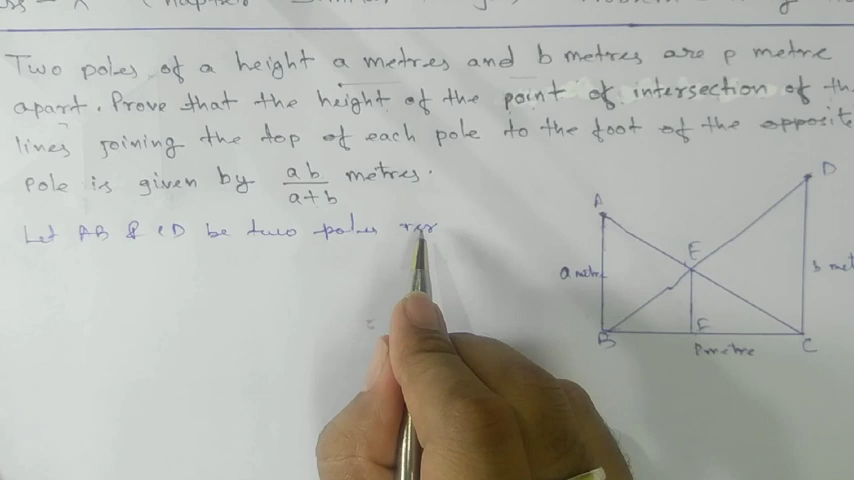 Two poles of a height a metres and b metres are p metre
apart. Prove that the height of the point of intersection of
lines joining the top of each pole to the foot of the opposite
pole is given by ab/a+b metres.
Let AB & CD be two poles
A
D
E
a metre
b met
B
F
C
P metre